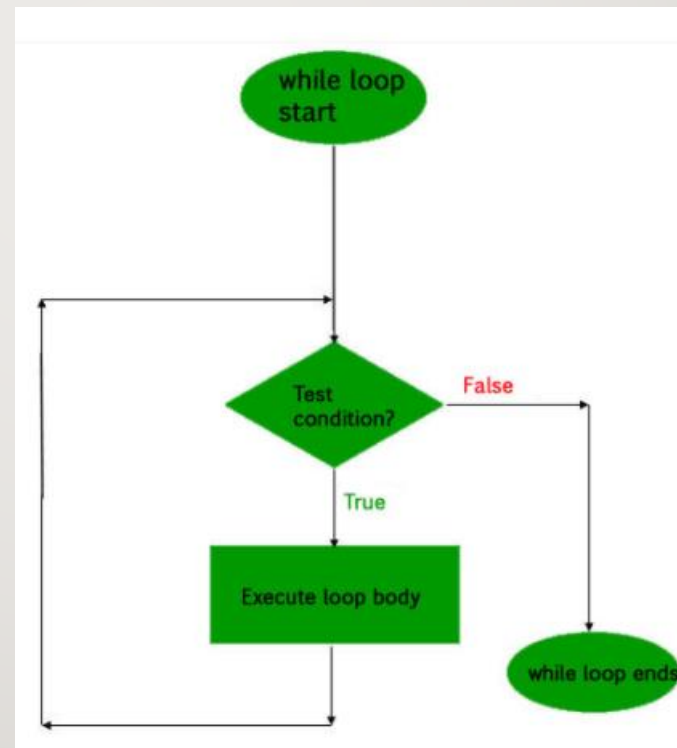 while loop
start
Test
condition?
False
True
Execute loop body
while loop ends